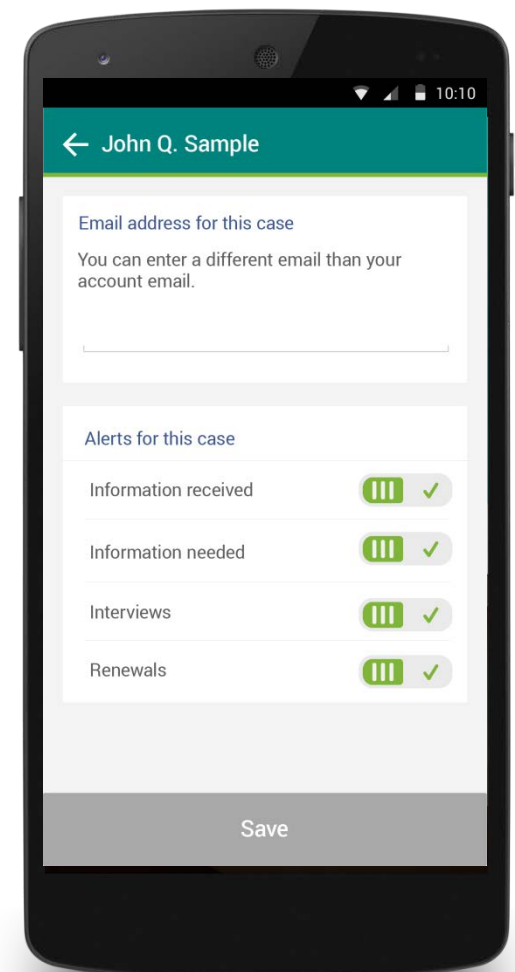 10:10
John Q. Sample
Email address for this case
You can enter a different email than your
account email.
Alerts for this case
Information received
Information needed
Interviews
Renewals
Save